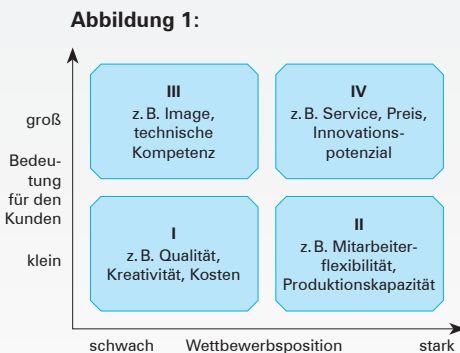 Abbildung 1:
groß
Bedeu-
tung
für den
Kunden
klein
III
z. B. Image,
technische
Kompetenz
IV
z. B. Service, Preis,
Innovations-
potenzial
I
z. B. Qualität,
Kreativität, Kosten
II
z. B. Mitarbeiter-
flexibilität,
Produktionskapazität
schwach Wettbewerbsposition stark